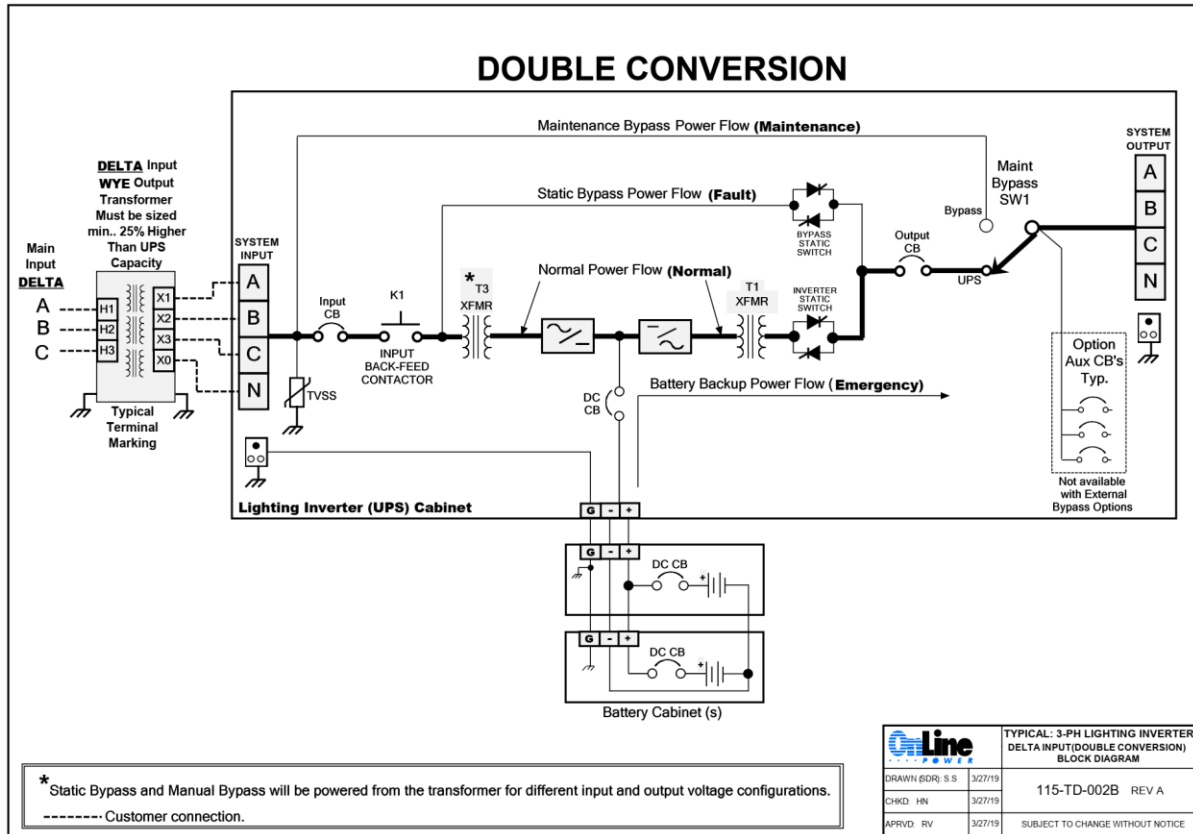 DOUBLE CONVERSION
Maintenance Bypass Power Flow (Maintenance)
SYSTEM
OUTPUT
A
B
C
N
Maint
Bypass
SW1
Bypass
UPS
DELTA Input
WYE Output
Transformer
Must be sized
min.. 25% Higher
Than UPS
Capacity
Main
Input
DELTA
A
B
C
H1
H2
H3
X1
X2
X3
X0
Typical
Terminal
Marking
SYSTEM
INPUT
A
B
C
N
Static Bypass Power Flow (Fault)
BYPASS
STATIC
SWITCH
Output
CB
Normal Power Flow (Normal)
Input
CB
K1
INPUT
BACK-FEED
CONTACTOR
* T3
XFMR
T1
XFMR
INVERTER
STATIC
SWITCH
TVSS
DC
CB
Battery Backup Power Flow (Emergency)
Option
Aux CB's
Typ.
Not available
with External
Bypass Options
Lighting Inverter (UPS) Cabinet
G - +
G - +
DC CB
+
G - +
DC CB
+
Battery Cabinet (s)
*Static Bypass and Manual Bypass will be powered from the transformer for different input and output voltage configurations.
-------- Customer connection.
OnLine
POWER
TYPICAL: 3-PH LIGHTING INVERTER
DELTA INPUT(DOUBLE CONVERSION)
BLOCK DIAGRAM
DRAWN (SDR): S.S 3/27/19
115-TD-002B REV A
CHKD: HN 3/27/19
APRVD: RV 3/27/19
SUBJECT TO CHANGE WITHOUT NOTICE